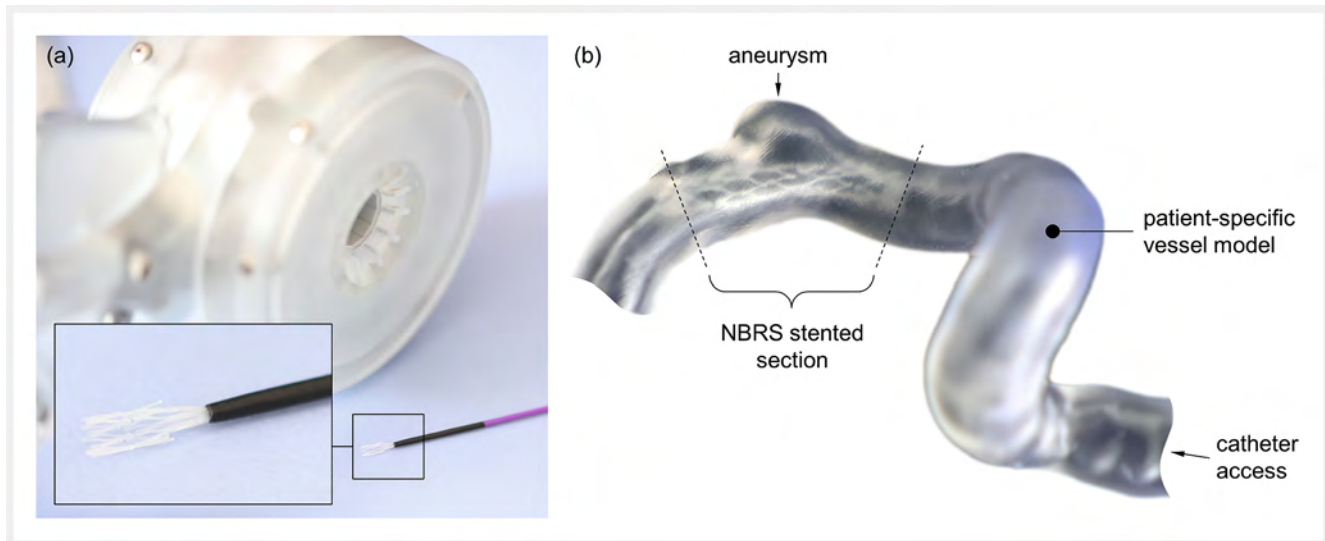 (a)
(b)
aneurysm
patient-specific
vessel model
NBRS stented
section
catheter
access